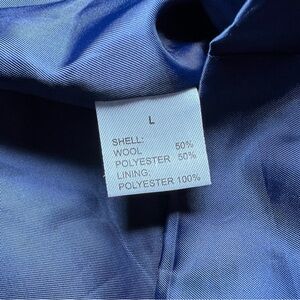 L
SHELL:
WOOL 50%
POLYESTER 50%
LINING:
POLYESTER 100%